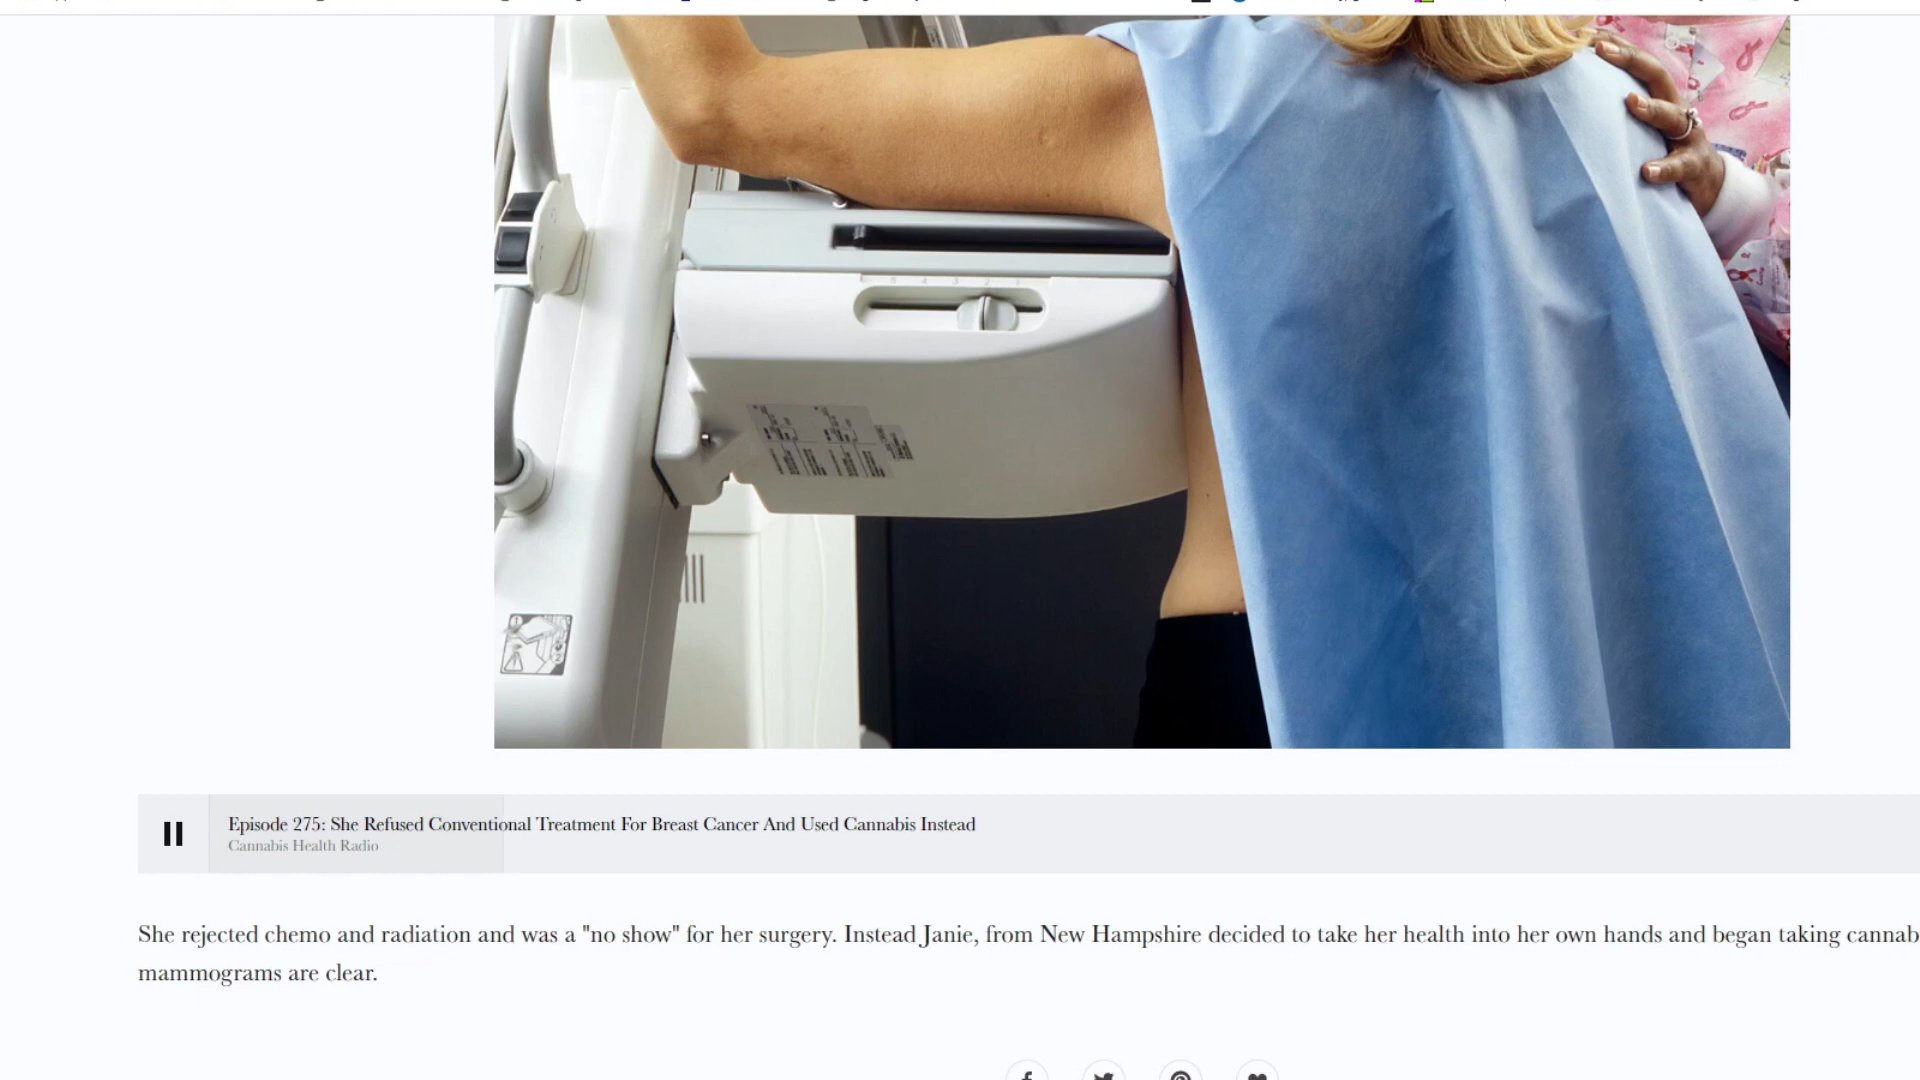 Episode 275: She Refused Conventional Treatment For Breast Cancer And Used Cannabis Instead
Cannabis Health Radio
She rejected chemo and radiation and was a "no show" for her surgery. Instead Janie, from New Hampshire decided to take her health into her own hands and began taking cannab
mammograms are clear.